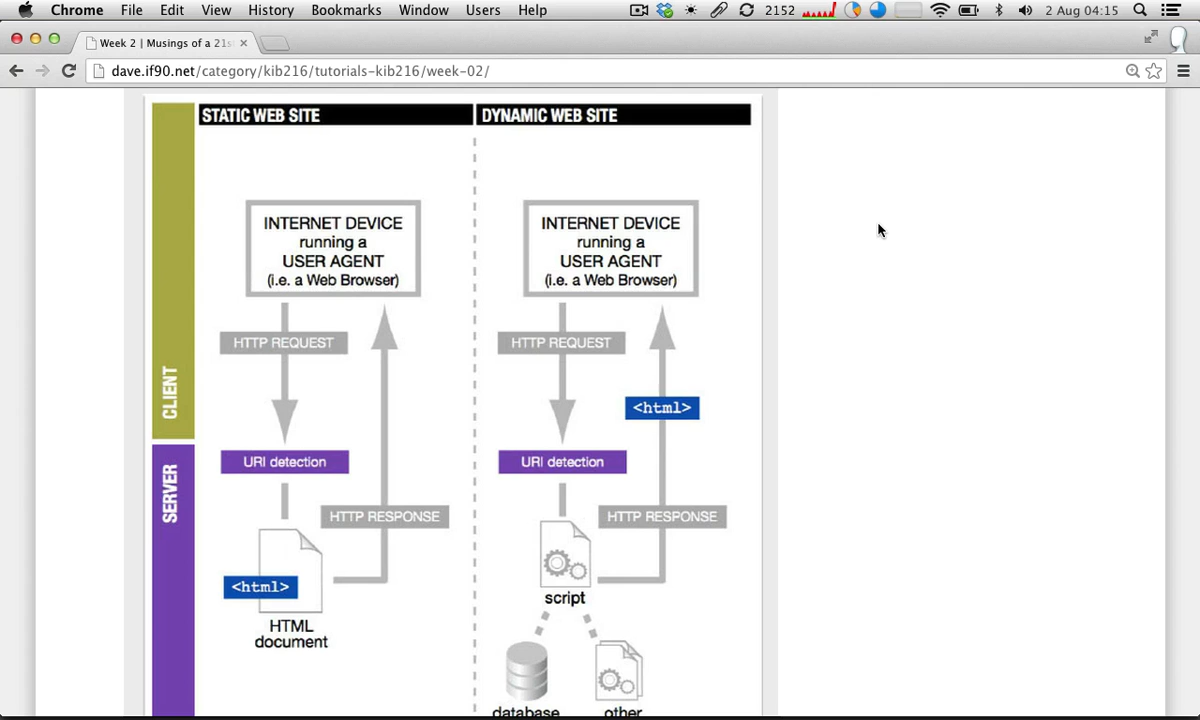 Chrome File Edit View History Bookmarks Window Users Help 2152 2 Aug 04:15
Week 2 | Musings of a 21s
dave.if90.net/category/kib216/tutorials-kib216/week-02/
STATIC WEB SITE
DYNAMIC WEB SITE
CLIENT
SERVER
INTERNET DEVICE
running a
USER AGENT
(i.e. a Web Browser)
HTTP REQUEST
URI detection
HTTP RESPONSE
<html>
HTML
document
INTERNET DEVICE
running a
USER AGENT
(i.e. a Web Browser)
HTTP REQUEST
<html>
URI detection
HTTP RESPONSE
script
database
other